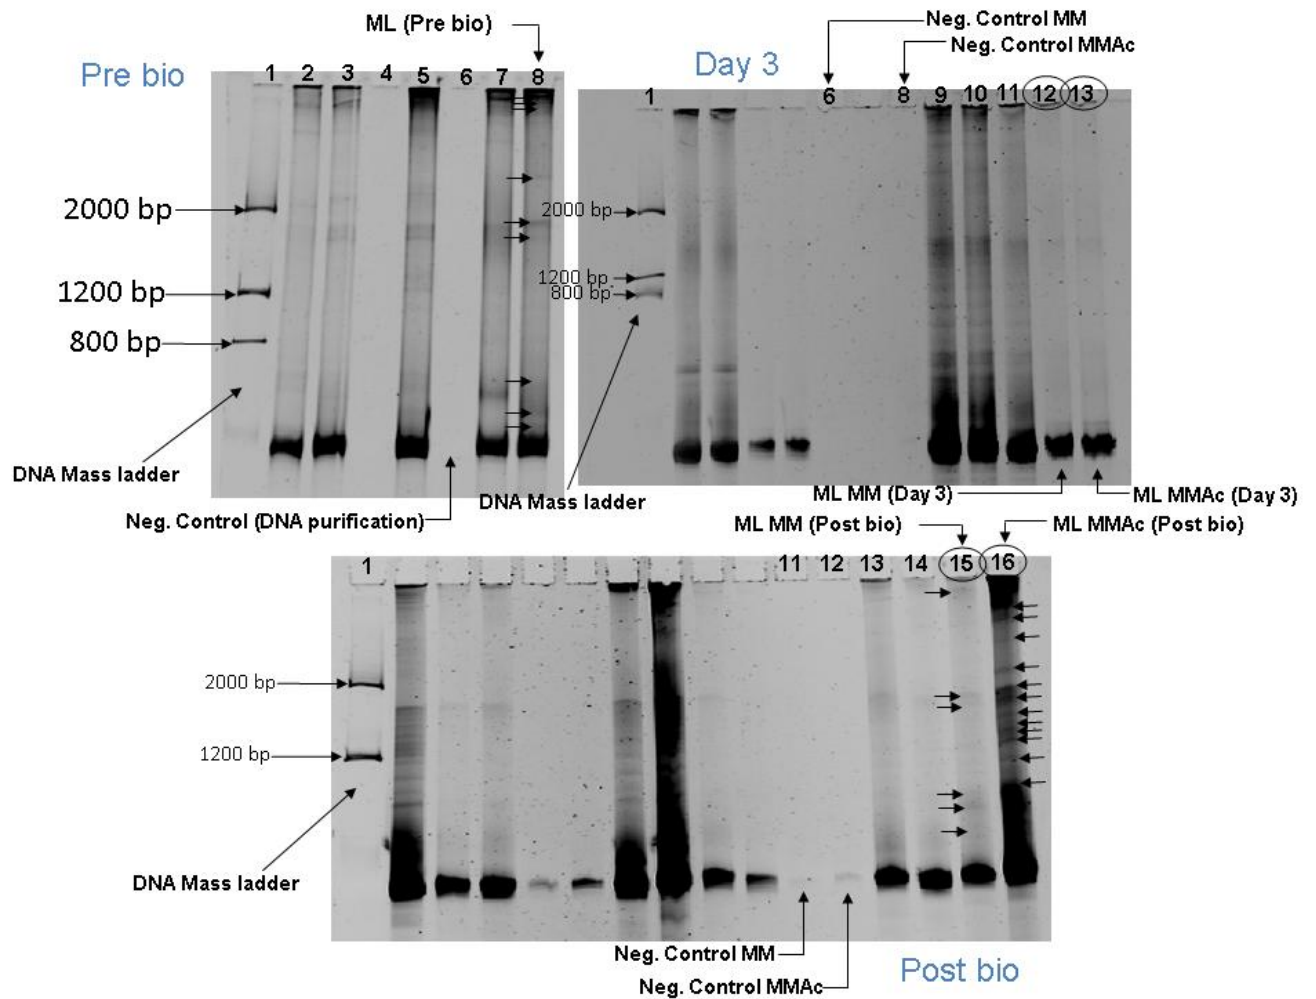 ML (Pre bio)
Pre bio
1 2 3 4 5 6 7 8
2000 bp
1200 bp
800 bp
DNA Mass ladder
Neg. Control (DNA purification)
Neg. Control MM
Neg. Control MMAc
Day 3
1 6 8 9 10 11 12 13
2000 bp
1200 bp
800 bp
DNA Mass ladder
ML MM (Day 3)
ML MMAc (Day 3)
ML MM (Post bio)
ML MMAc (Post bio)
1 11 12 13 14 15 16
2000 bp
1200 bp
DNA Mass ladder
Neg. Control MM
Neg. Control MMAc
Post bio